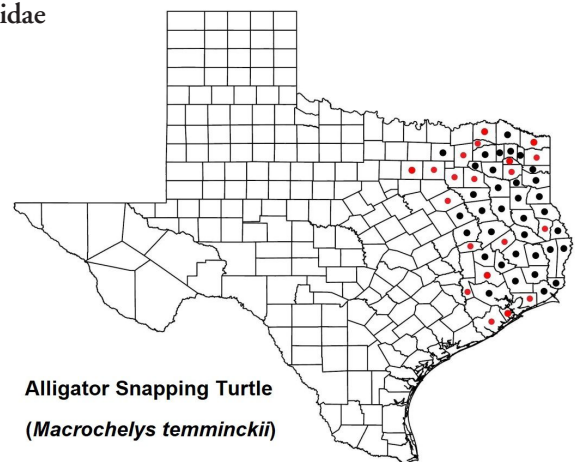 idae
Alligator Snapping Turtle
(Macrochelys temminckii)